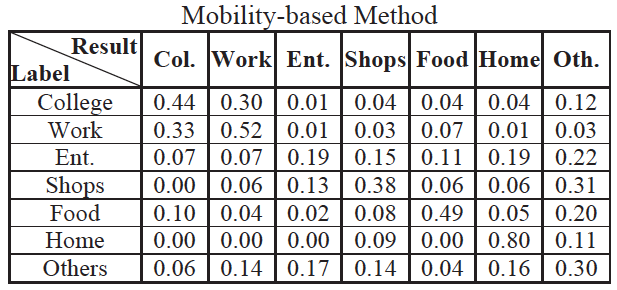 Mobility-based Method
Result
Label
Col. Work Ent. Shops Food Home Oth.
College 0.44 0.30 0.01 0.04 0.04 0.04 0.12
Work 0.33 0.52 0.01 0.03 0.07 0.01 0.03
Ent. 0.07 0.07 0.19 0.15 0.11 0.19 0.22
Shops 0.00 0.06 0.13 0.38 0.06 0.06 0.31
Food 0.10 0.04 0.02 0.08 0.49 0.05 0.20
Home 0.00 0.00 0.00 0.09 0.00 0.80 0.11
Others 0.06 0.14 0.17 0.14 0.04 0.16 0.30